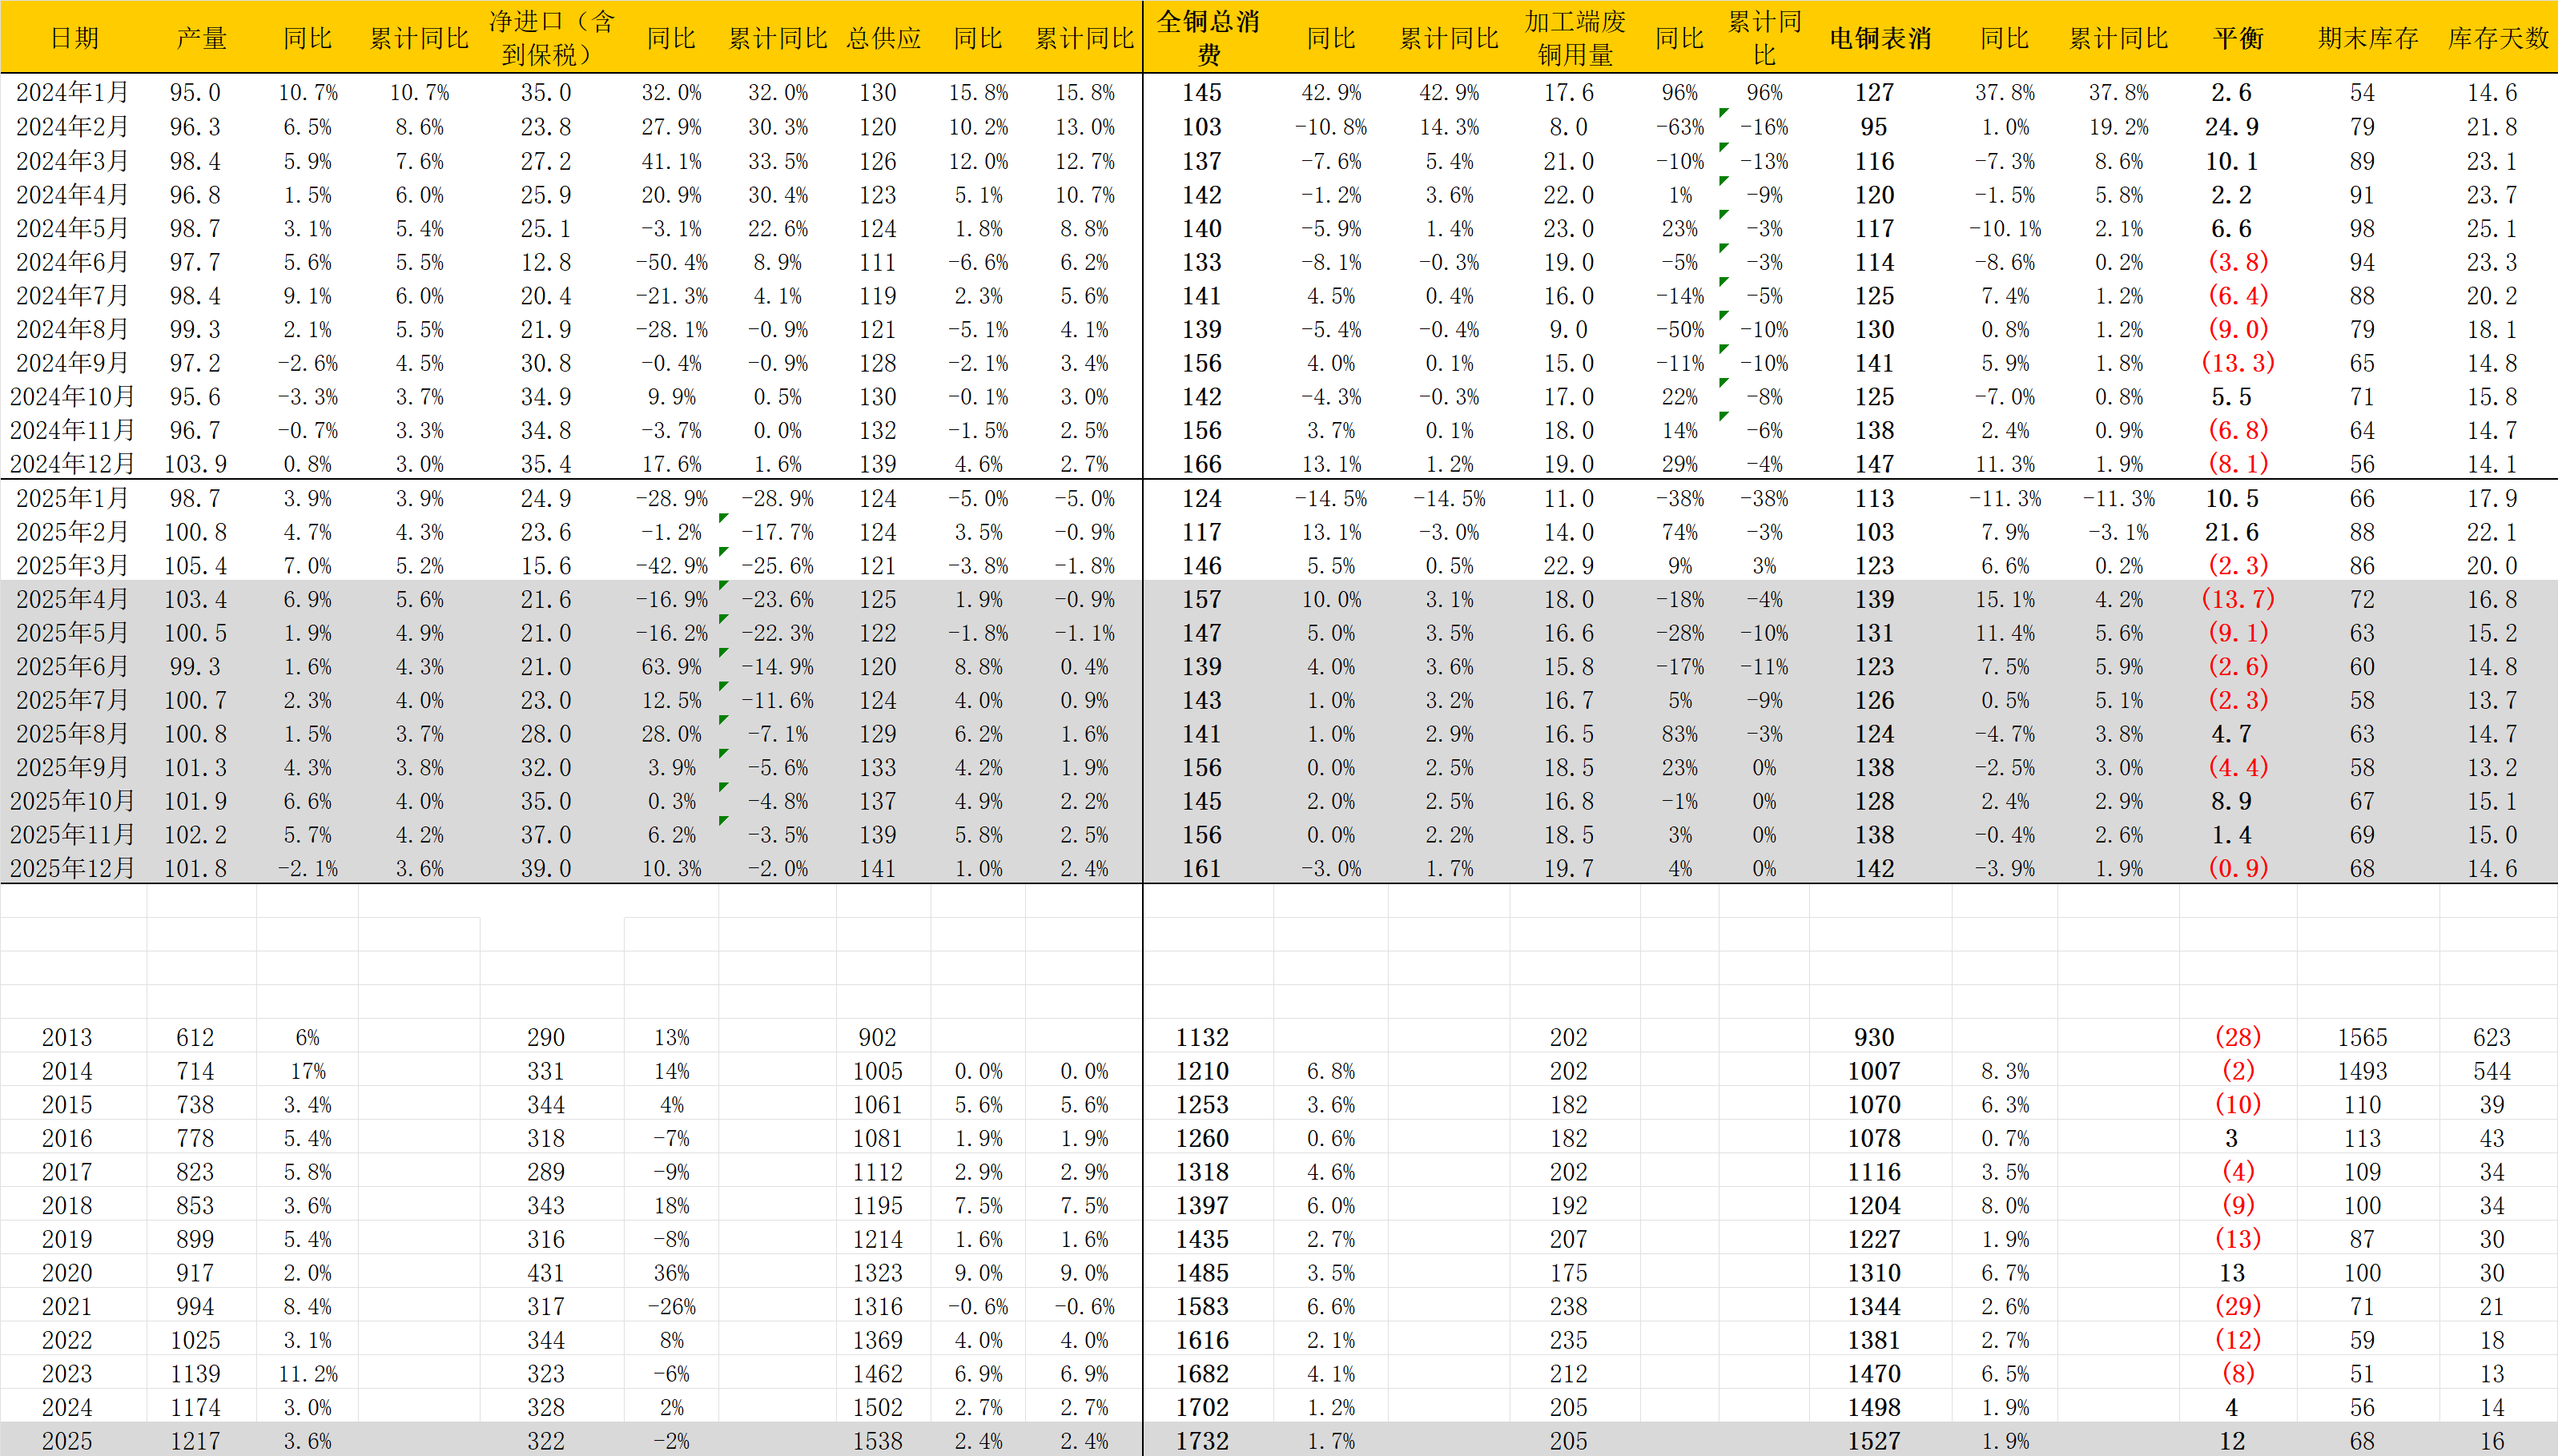 日期 产量 同比 累计同比 净进口（含到保税） 同比 累计同比 总供应 同比 累计同比 全铜总消费 同比 累计同比 加工端废铜用量 同比 累计同比 电铜表消 同比 累计同比 平衡 期末库存 库存天数
2024年1月 95.0 10.7% 10.7% 35.0 32.0% 32.0% 130 15.8% 15.8% 145 42.9% 42.9% 17.6 96% 96% 127 37.8% 37.8% 2.6 54 14.6
2024年2月 96.3 6.5% 8.6% 23.8 27.9% 30.3% 120 10.2% 13.0% 103 -10.8% 14.3% 8.0 -63% -16% 95 1.0% 19.2% 24.9 79 21.8
2024年3月 98.4 5.9% 7.6% 27.2 41.1% 33.5% 126 12.0% 12.7% 137 -7.6% 5.4% 21.0 -10% -13% 116 -7.3% 8.6% 10.1 89 23.1
2024年4月 96.8 1.5% 6.0% 25.9 20.9% 30.4% 123 5.1% 10.7% 142 -1.2% 3.6% 22.0 1% -9% 120 -1.5% 5.8% 2.2 91 23.7
2024年5月 98.7 3.1% 5.4% 25.1 -3.1% 22.6% 124 1.8% 8.8% 140 -5.9% 1.4% 23.0 23% -3% 117 -10.1% 2.1% 6.6 98 25.1
2024年6月 97.7 5.6% 5.5% 12.8 -50.4% 8.9% 111 -6.6% 6.2% 133 -8.1% -0.3% 19.0 -5% -3% 114 -8.6% 0.2% (3.8) 94 23.3
2024年7月 98.4 9.1% 6.0% 20.4 -21.3% 4.1% 119 2.3% 5.6% 141 4.5% 0.4% 16.0 -14% -5% 125 7.4% 1.2% (6.4) 88 20.2
2024年8月 99.3 2.1% 5.5% 21.9 -28.1% -0.9% 121 -5.1% 4.1% 139 -5.4% -0.4% 9.0 -50% -10% 130 0.8% 1.2% (9.0) 79 18.1
2024年9月 97.2 -2.6% 4.5% 30.8 -0.4% -0.9% 128 -2.1% 3.4% 156 4.0% 0.1% 15.0 -11% -10% 141 5.9% 1.8% (13.3) 65 14.8
2024年10月 95.6 -3.3% 3.7% 34.9 9.9% 0.5% 130 -0.1% 3.0% 142 -4.3% -0.3% 17.0 22% -8% 125 -7.0% 0.8% 5.5 71 15.8
2024年11月 96.7 -0.7% 3.3% 34.8 -3.7% 0.0% 132 -1.5% 2.5% 156 3.7% 0.1% 18.0 14% -6% 138 2.4% 0.9% (6.8) 64 14.7
2024年12月 103.9 0.8% 3.0% 35.4 17.6% 1.6% 139 4.6% 2.7% 166 13.1% 1.2% 19.0 29% -4% 147 11.3% 1.9% (8.1) 56 14.1
2025年1月 98.7 3.9% 3.9% 24.9 -28.9% -28.9% 124 -5.0% -5.0% 124 -14.5% -14.5% 11.0 -38% -38% 113 -11.3% -11.3% 10.5 66 17.9
2025年2月 100.8 4.7% 4.3% 23.6 -1.2% -17.7% 124 3.5% -0.9% 117 13.1% -3.0% 14.0 74% -3% 103 7.9% -3.1% 21.6 88 22.1
2025年3月 105.4 7.0% 5.2% 15.6 -42.9% -25.6% 121 -3.8% -1.8% 146 5.5% 0.5% 22.9 9% 3% 123 6.6% 0.2% (2.3) 86 20.0
2025年4月 103.4 6.9% 5.6% 21.6 -16.9% -23.6% 125 1.9% -0.9% 157 10.0% 3.1% 18.0 -18% -4% 139 15.1% 4.2% (13.7) 72 16.8
2025年5月 100.5 1.9% 4.9% 21.0 -16.2% -22.3% 122 -1.8% -1.1% 147 5.0% 3.5% 16.6 -28% -10% 131 11.4% 5.6% (9.1) 63 15.2
2025年6月 99.3 1.6% 4.3% 21.0 63.9% -14.9% 120 8.8% 0.4% 139 4.0% 3.6% 15.8 -17% -11% 123 7.5% 5.9% (2.6) 60 14.8
2025年7月 100.7 2.3% 4.0% 23.0 12.5% -11.6% 124 4.0% 0.9% 143 1.0% 3.2% 16.7 5% -9% 126 0.5% 5.1% (2.3) 58 13.7
2025年8月 100.8 1.5% 3.7% 28.0 28.0% -7.1% 129 6.2% 1.6% 141 1.0% 2.9% 16.5 83% -3% 124 -4.7% 3.8% 4.7 63 14.7
2025年9月 101.3 4.3% 3.8% 32.0 3.9% -5.6% 133 4.2% 1.9% 156 0.0% 2.5% 18.5 23% 0% 138 -2.5% 3.0% (4.4) 58 13.2
2025年10月 101.9 6.6% 4.0% 35.0 0.3% -4.8% 137 4.9% 2.2% 145 2.0% 2.5% 16.8 -1% 0% 128 2.4% 2.9% 8.9 67 15.1
2025年11月 102.2 5.7% 4.2% 37.0 6.2% -3.5% 139 5.8% 2.5% 156 0.0% 2.2% 18.5 3% 0% 138 -0.4% 2.6% 1.4 69 15.0
2025年12月 101.8 -2.1% 3.6% 39.0 10.3% -2.0% 141 1.0% 2.4% 161 -3.0% 1.7% 19.7 4% 0% 142 -3.9% 1.9% (0.9) 68 14.6
2013 612 6% 290 13% 902 1132 202 930 (28) 1565 623
2014 714 17% 331 14% 1005 0.0% 0.0% 1210 6.8% 202 1007 8.3% (2) 1493 544
2015 738 3.4% 344 4% 1061 5.6% 5.6% 1253 3.6% 182 1070 6.3% (10) 110 39
2016 778 5.4% 318 -7% 1081 1.9% 1.9% 1260 0.6% 182 1078 0.7% 3 113 43
2017 823 5.8% 289 -9% 1112 2.9% 2.9% 1318 4.6% 202 1116 3.5% (4) 109 34
2018 853 3.6% 343 18% 1195 7.5% 7.5% 1397 6.0% 192 1204 8.0% (9) 100 34
2019 899 5.4% 316 -8% 1214 1.6% 1.6% 1435 2.7% 207 1227 1.9% (13) 87 30
2020 917 2.0% 431 36% 1323 9.0% 9.0% 1485 3.5% 175 1310 6.7% 13 100 30
2021 994 8.4% 317 -26% 1316 -0.6% -0.6% 1583 6.6% 238 1344 2.6% (29) 71 21
2022 1025 3.1% 344 8% 1369 4.0% 4.0% 1616 2.1% 235 1381 2.7% (12) 59 18
2023 1139 11.2% 323 -6% 1462 6.9% 6.9% 1682 4.1% 212 1470 6.5% (8) 51 13
2024 1174 3.0% 328 2% 1502 2.7% 2.7% 1702 1.2% 205 1498 1.9% 4 56 14
2025 1217 3.6% 322 -2% 1538 2.4% 2.4% 1732 1.7% 205 1527 1.9% 12 68 16